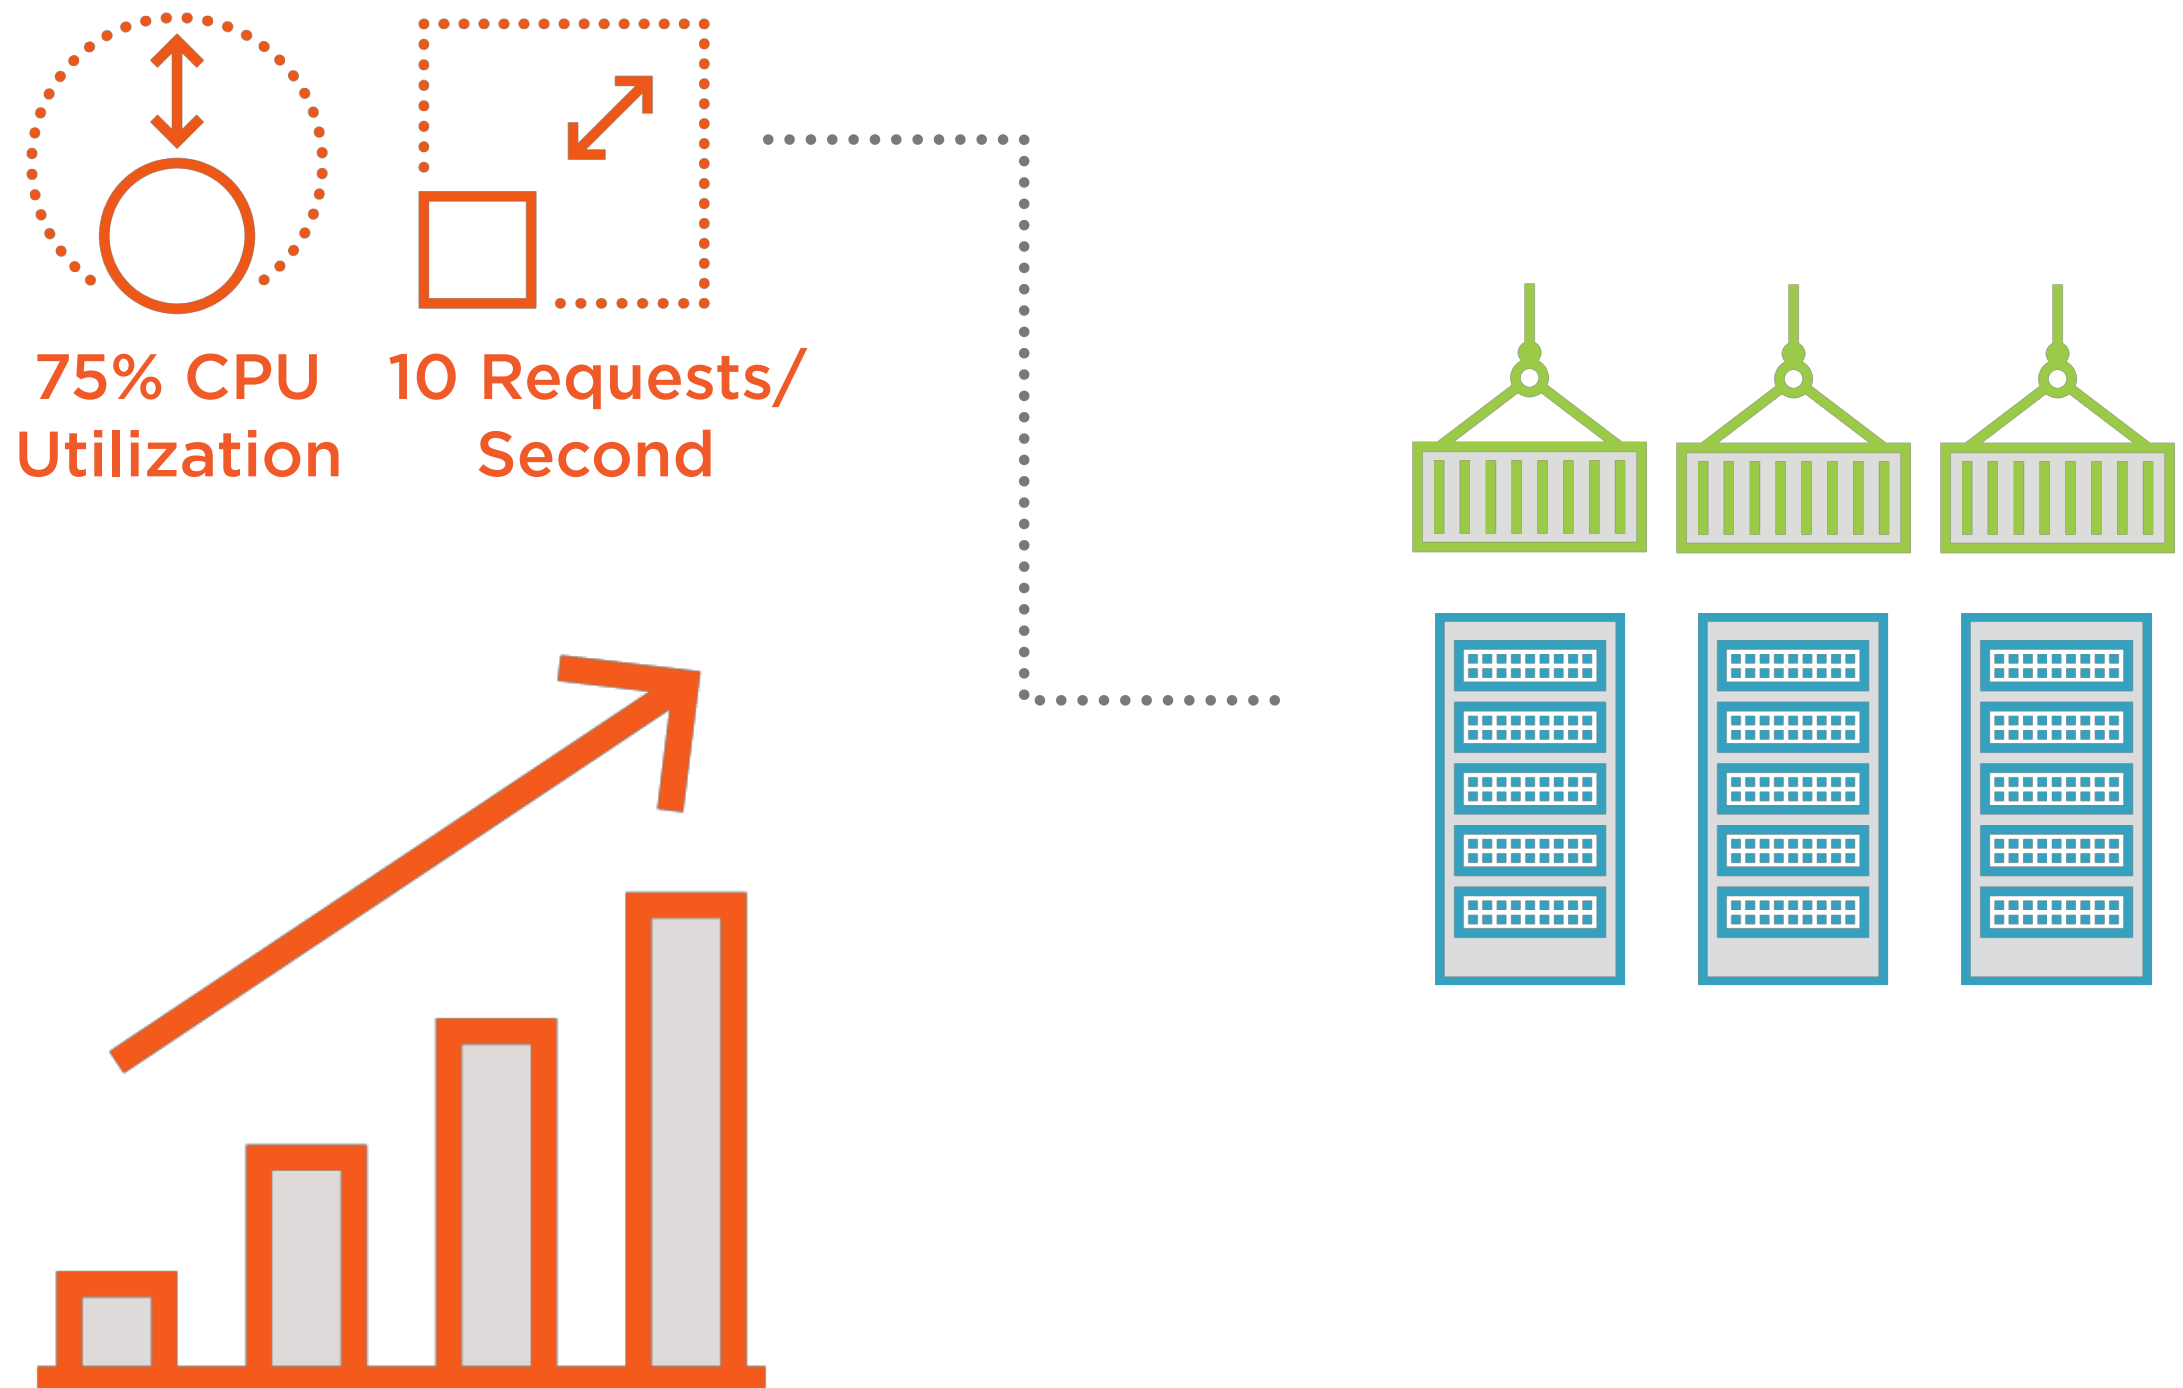 75% CPU
Utilization
10 Requests/
Second